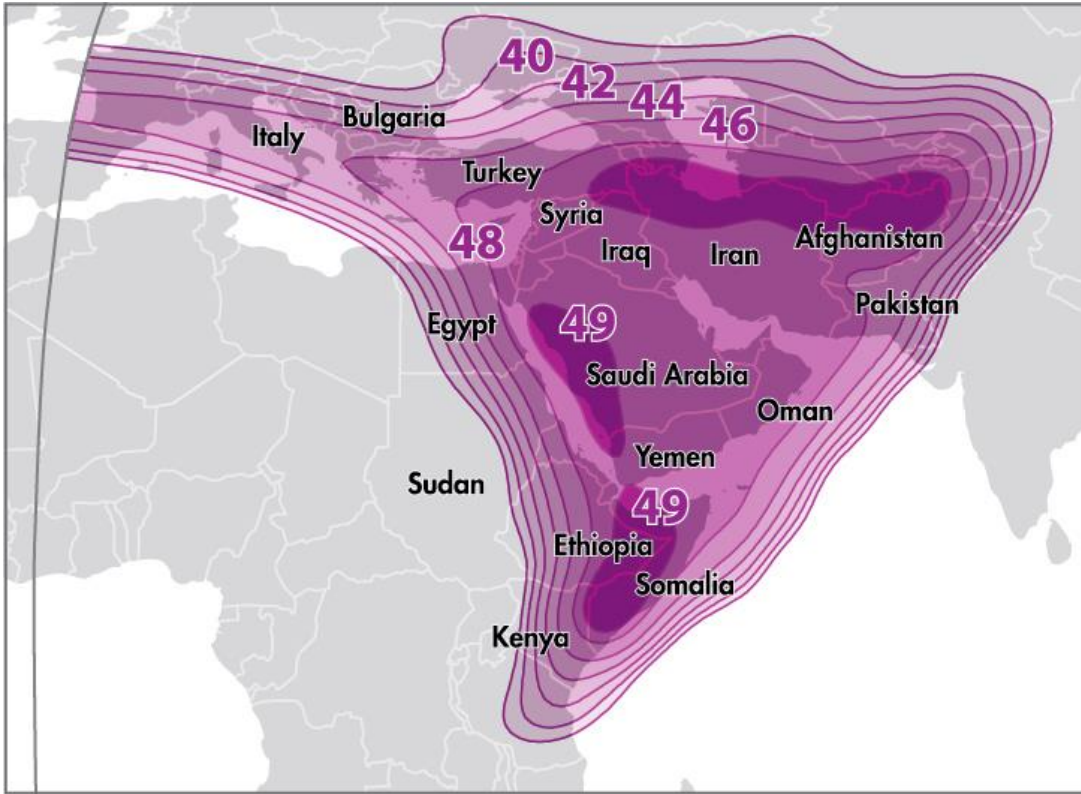 40
42
44
46
Bulgaria
Italy
Turkey
Syria
48
Iraq
Iran
Afghanistan
Egypt
49
Pakistan
Saudi Arabia
Oman
Yemen
Sudan
49
Ethiopia
Somalia
Kenya